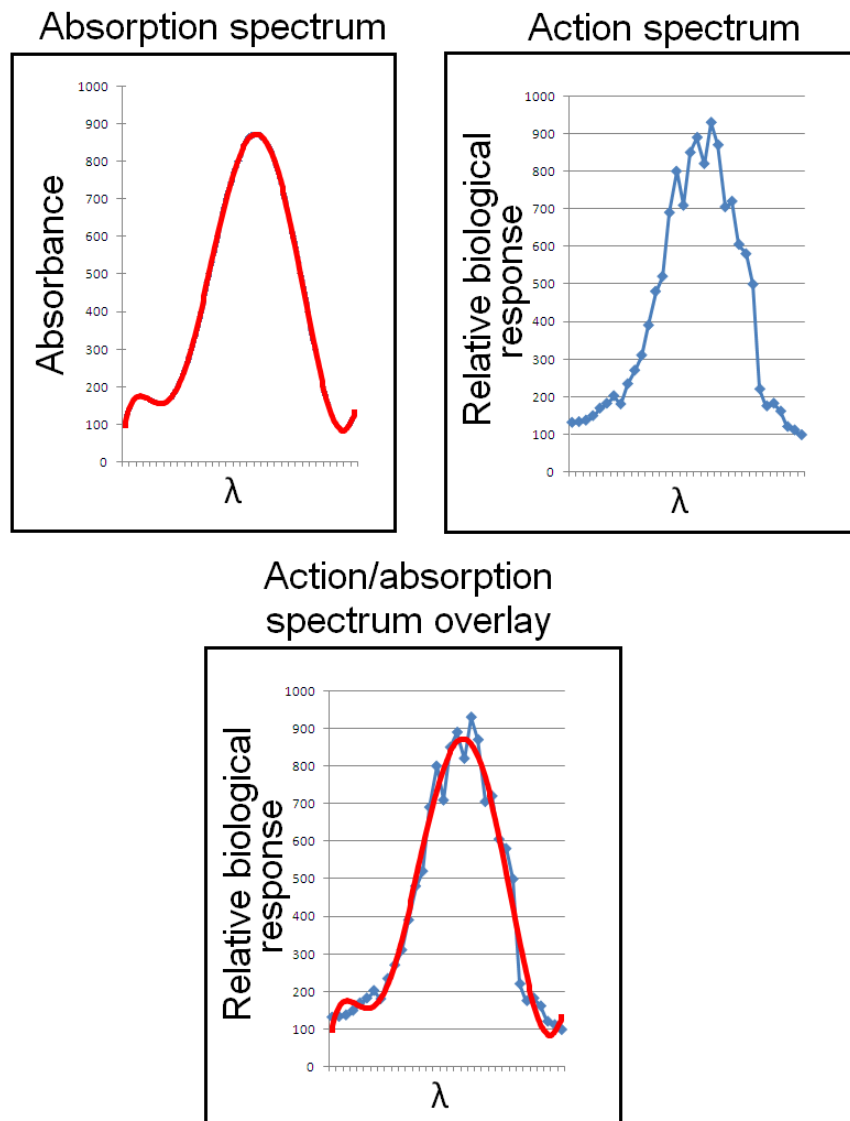 Absorption spectrum
Absorbance
1000
900
800
700
600
500
400
300
200
100
0
λ
Action spectrum
Relative biological
response
1000
900
800
700
600
500
400
300
200
100
0
λ
Action/absorption
spectrum overlay
Relative biological
response
1000
900
800
700
600
500
400
300
200
100
0
λ